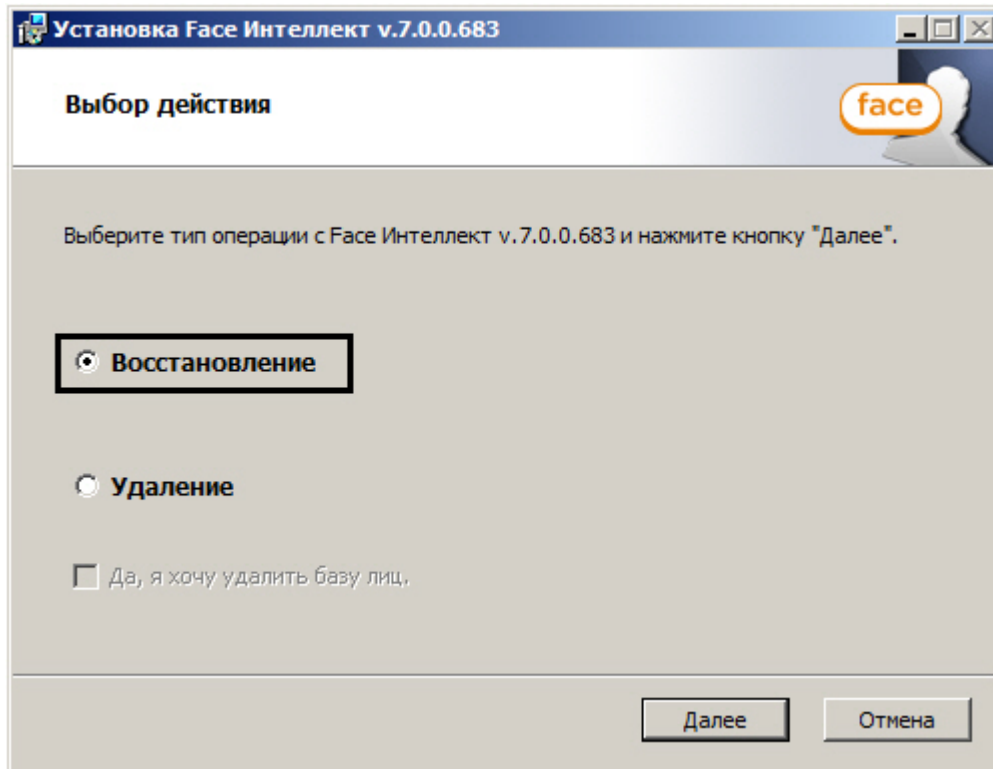 Установка Face Интеллект v.7.0.0.683
Выбор действия
face
Выберите тип операции с Face Интеллект v.7.0.0.683 и нажмите кнопку "Далее".
Восстановление
Удаление
Да, я хочу удалить базу лиц.
Далее
Отмена